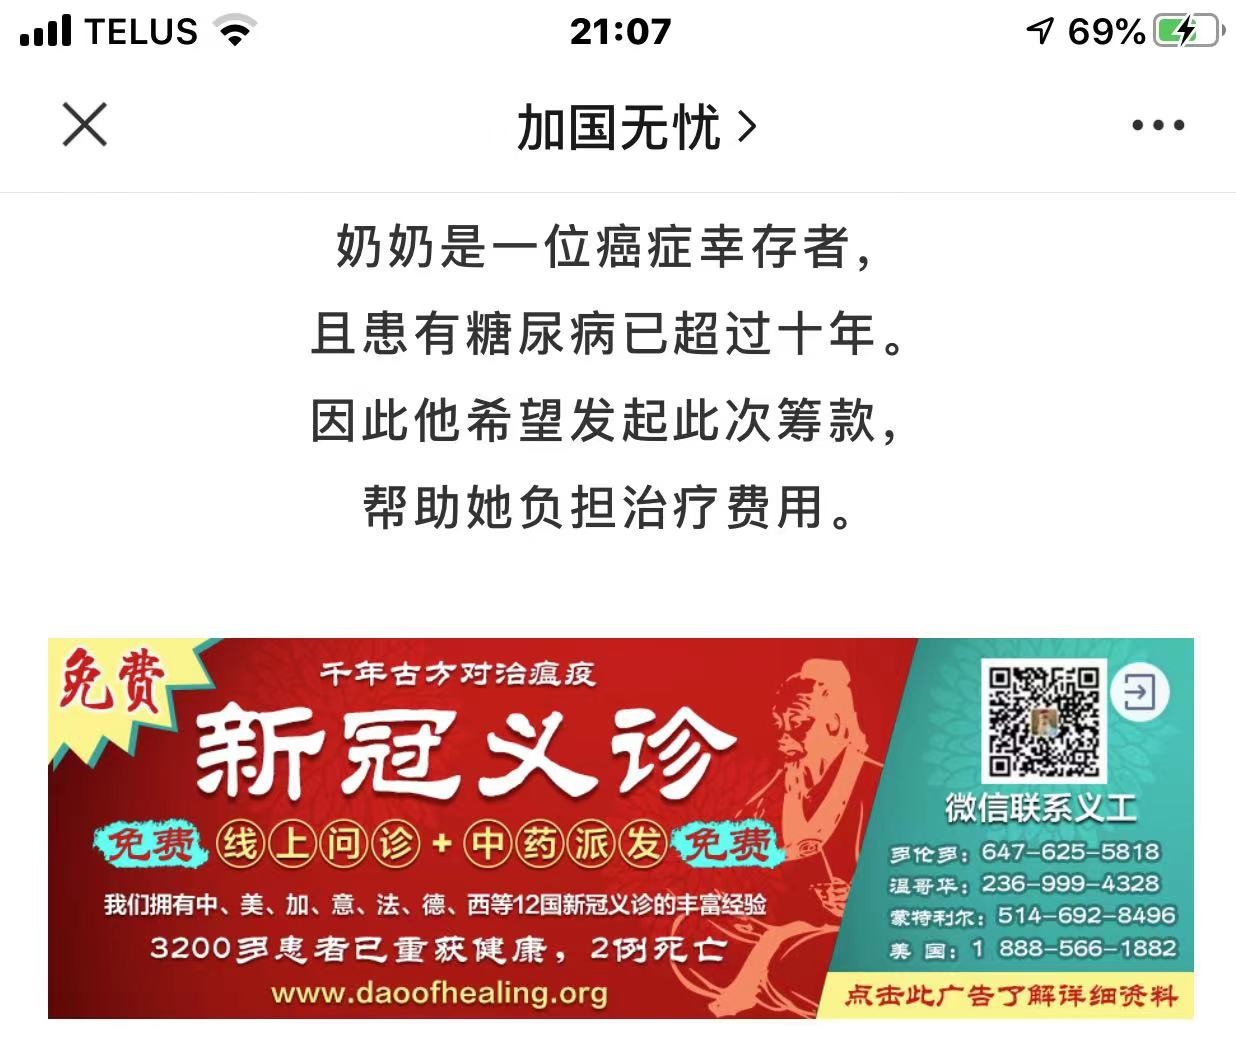 TELUS 21:07 69%
加国无忧
奶奶是一位癌症幸存者，
且患有糖尿病已超过十年。
因此他希望发起此次筹款，
帮助她负担治疗费用。
免费
千年古方对治瘟疫
新冠义诊
免费 线上问诊+中药派发 免费
我们拥有中、美、加、意、法、德、西等12国新冠义诊的丰富经验
3200多患者已重获健康，2例死亡
www.daoofhealing.org
微信联系义工
多伦多：647-625-5818
温哥华：236-999-4328
蒙特利尔：514-692-8496
美 国：1 888-566-1882
点击此广告了解详细资料